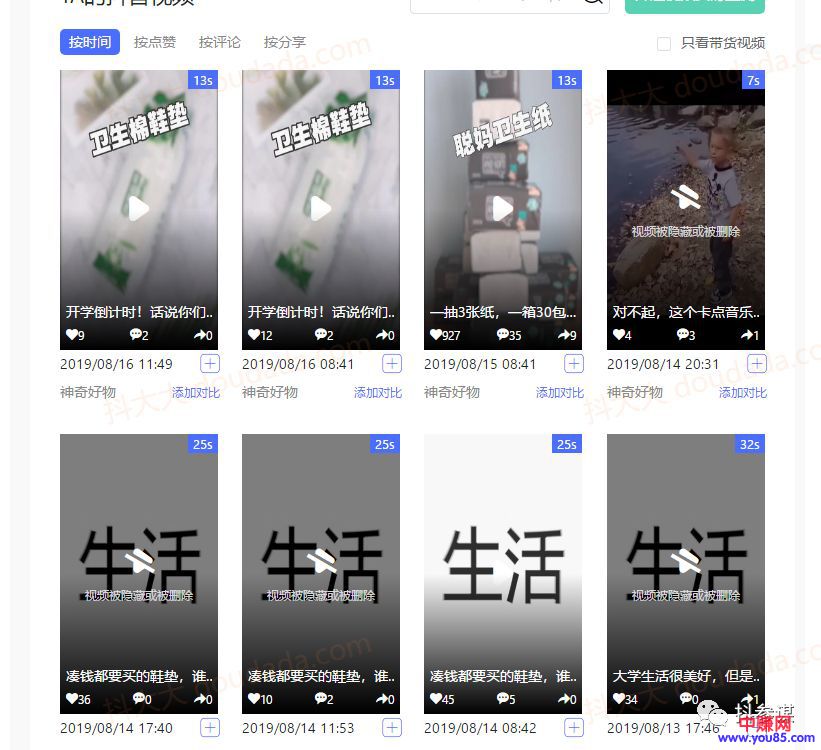 TA的抖音视频
按时间 按点赞 按评论 按分享 只看带货视频
13s 13s 13s 7s
卫生棉鞋垫 卫生棉鞋垫 聪妈卫生纸
视频被隐藏或被删除
开学倒计时！话说你们.. 开学倒计时！话说你们.. 一抽3张纸，一箱30包... 对不起，这个卡点音乐..
9 2 0 12 2 0 927 35 9 4 3 1
2019/08/16 11:49 2019/08/16 08:41 2019/08/15 08:41 2019/08/14 20:31
神奇好物 添加对比 神奇好物 添加对比 神奇好物 添加对比 神奇好物 添加对比
抖大大 doudada.com
25s 25s 25s 32s
生活 生活 生活 生活
视频被隐藏或被删除 视频被隐藏或被删除 视频被隐藏或被删除
凑钱都要买的鞋垫，谁.. 凑钱都要买的鞋垫，谁.. 凑钱都要买的鞋垫，谁.. 大学生活很美好，但是..
36 0 0 10 2 0 45 5 0 34 0 1
2019/08/14 17:40 2019/08/14 11:53 2019/08/14 08:42 2019/08/13 17:46
中赚网
www.you85.com